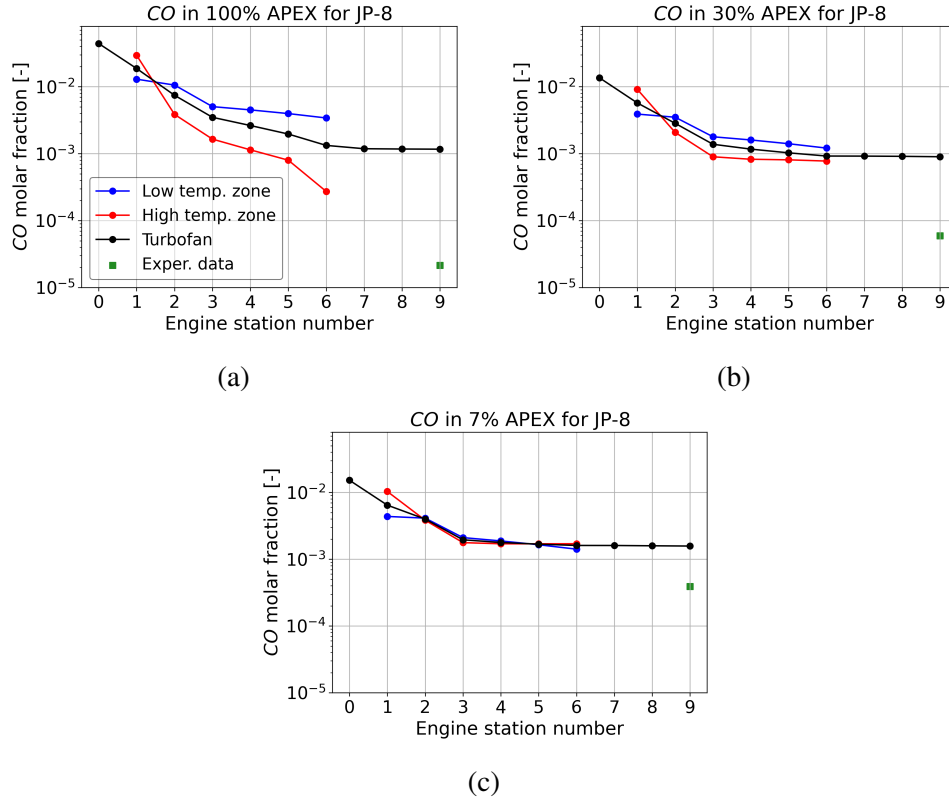 CO in 100% APEX for JP-8
CO molar fraction [-]
10⁻²
10⁻³
10⁻⁴
10⁻⁵
Low temp. zone
High temp. zone
Turbofan
Exper. data
0 1 2 3 4 5 6 7 8 9
Engine station number
(a)
CO in 30% APEX for JP-8
CO molar fraction [-]
10⁻²
10⁻³
10⁻⁴
10⁻⁵
0 1 2 3 4 5 6 7 8 9
Engine station number
(b)
CO in 7% APEX for JP-8
CO molar fraction [-]
10⁻²
10⁻³
10⁻⁴
10⁻⁵
0 1 2 3 4 5 6 7 8 9
Engine station number
(c)